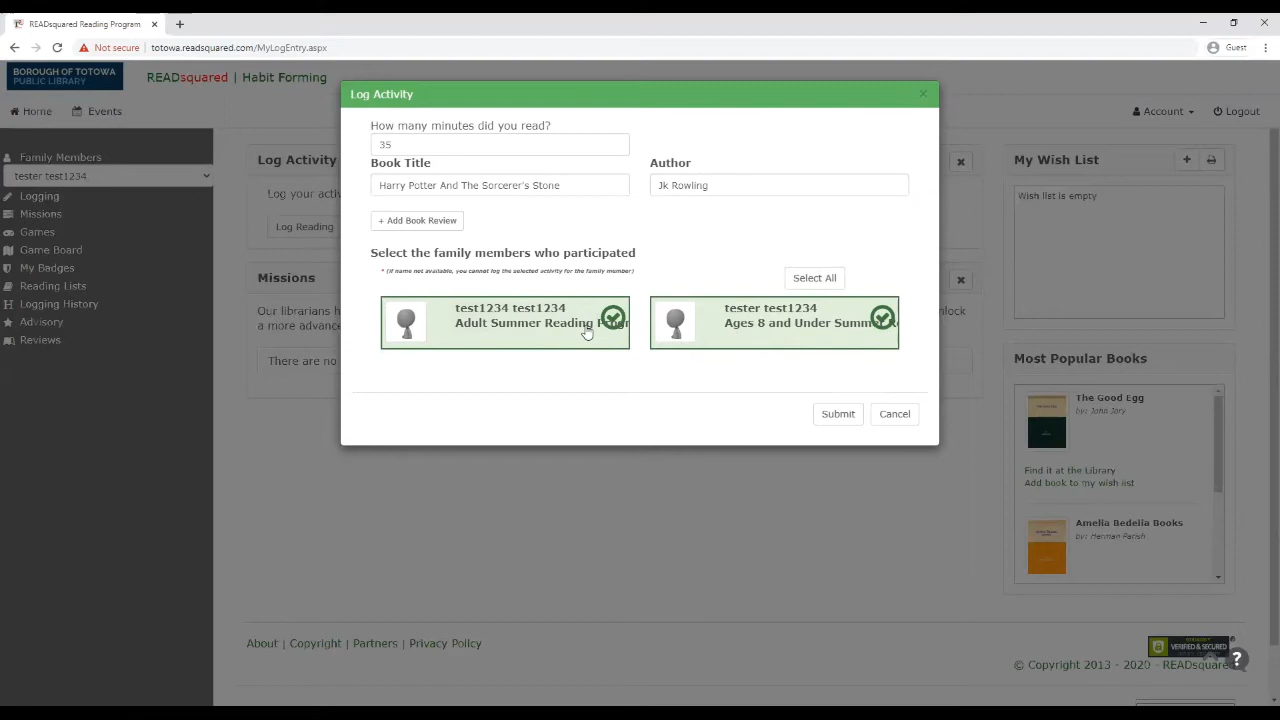 READsquared Reading Program
Not secure
totowa.readsquared.com/MyLogEntry.aspx
Guest
BOROUGH OF TOTOWA
PUBLIC LIBRARY
READsquared | Habit Forming
Home
Events
Account
Logout
Family Members
tester test1234
Logging
Missions
Games
Game Board
My Badges
Reading Lists
Logging History
Advisory
Reviews
Log Activity
Log your activ
Log Reading
Missions
Our librarians h
nlock
a more advance
There are no
Log Activity
How many minutes did you read?
35
Book Title
Author
Harry Potter And The Sorcerer's Stone
Jk Rowling
+ Add Book Review
Select the family members who participated
* (If name not available, you cannot log the selected activity for the family member)
Select All
test1234 test1234
Adult Summer Reading Progr
tester test1234
Ages 8 and Under Summer Re
Submit
Cancel
My Wish List
Wish list is empty
Most Popular Books
The Good Egg
by: John Jory
Find it at the Library
Add book to my wish list
Amelia Bedelia Books
by: Herman Parish
About | Copyright | Partners | Privacy Policy
VERIFIED & SECURED
© Copyright 2013 - 2020 - READsquare
?